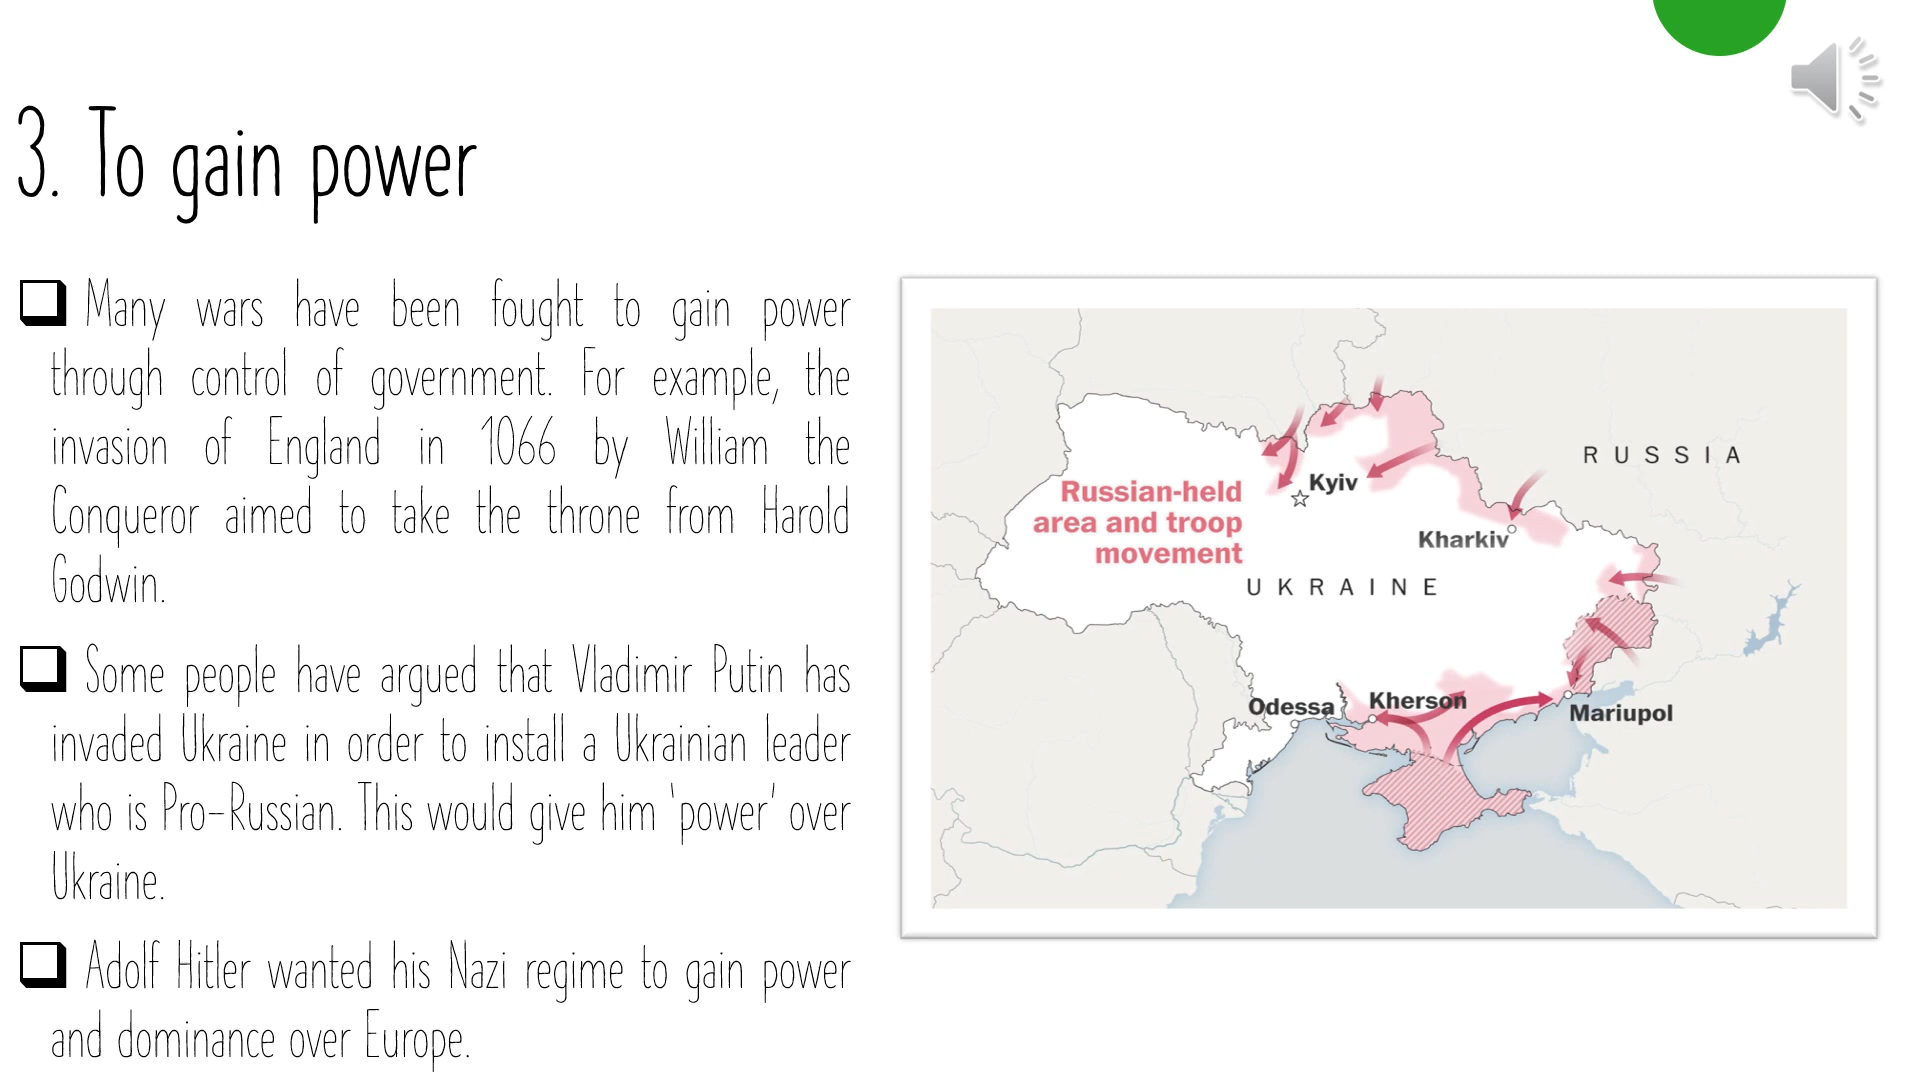 3. To gain power
Many wars have been fought to gain power
through control of government. For example, the
invasion of England in 1066 by William the
Conqueror aimed to take the throne from Harold
Godwin.
Some people have argued that Vladimir Putin has
invaded Ukraine in order to install a Ukrainian leader
who is Pro-Russian. This would give him ‘power’ over
Ukraine.
Adolf Hitler wanted his Nazi regime to gain power
and dominance over Europe.
RUSSIA
Kyiv
Russian-held
area and troop
movement
Kharkiv
UKRAINE
Odessa
Kherson
Mariupol